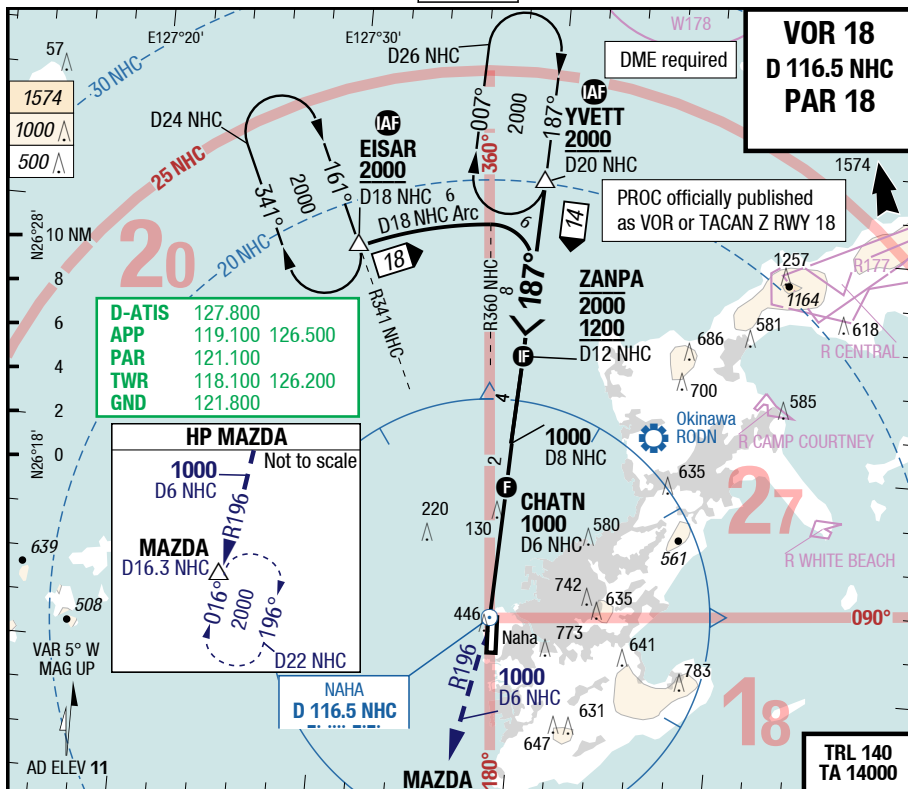 E127°20'
E127°30'
W178
57
30 NHC
D26 NHC
DME required
VOR 18
D 116.5 NHC
PAR 18
1574
1000
500
D24 NHC
25 NHC
IAF
EISAR
2000
D18 NHC
161°
2000
341°
007°
2000
187°
360°
IAF
YVETT
2000
D20 NHC
1574
PROC officially published
as VOR or TACAN Z RWY 18
N26°28'
10 NM
8
6
4
2
0
N26°18'
20
20 NHC
6
D18 NHC Arc
18
6
14
R341 NHC
R360 NHC
8
187°
ZANPA
2000
1200
D12 NHC
IF
1257
1164
R177
618
R CENTRAL
581
686
700
585
R CAMP COURTNEY
Okinawa
RODN
D-ATIS 127.800
APP 119.100 126.500
PAR 121.100
TWR 118.100 126.200
GND 121.800
HP MAZDA
Not to scale
1000
D6 NHC
R196
MAZDA
D16.3 NHC
016°
2000
196°
D22 NHC
4
1000
D8 NHC
2
F
CHATN
1000
D6 NHC
635
27
220
130
580
561
R WHITE BEACH
639
508
742
635
446
Naha
773
641
783
090°
VAR 5° W
MAG UP
AD ELEV 11
NAHA
D 116.5 NHC
R196
1000
D6 NHC
631
647
18
MAZDA
180°
TRL 140
TA 14000